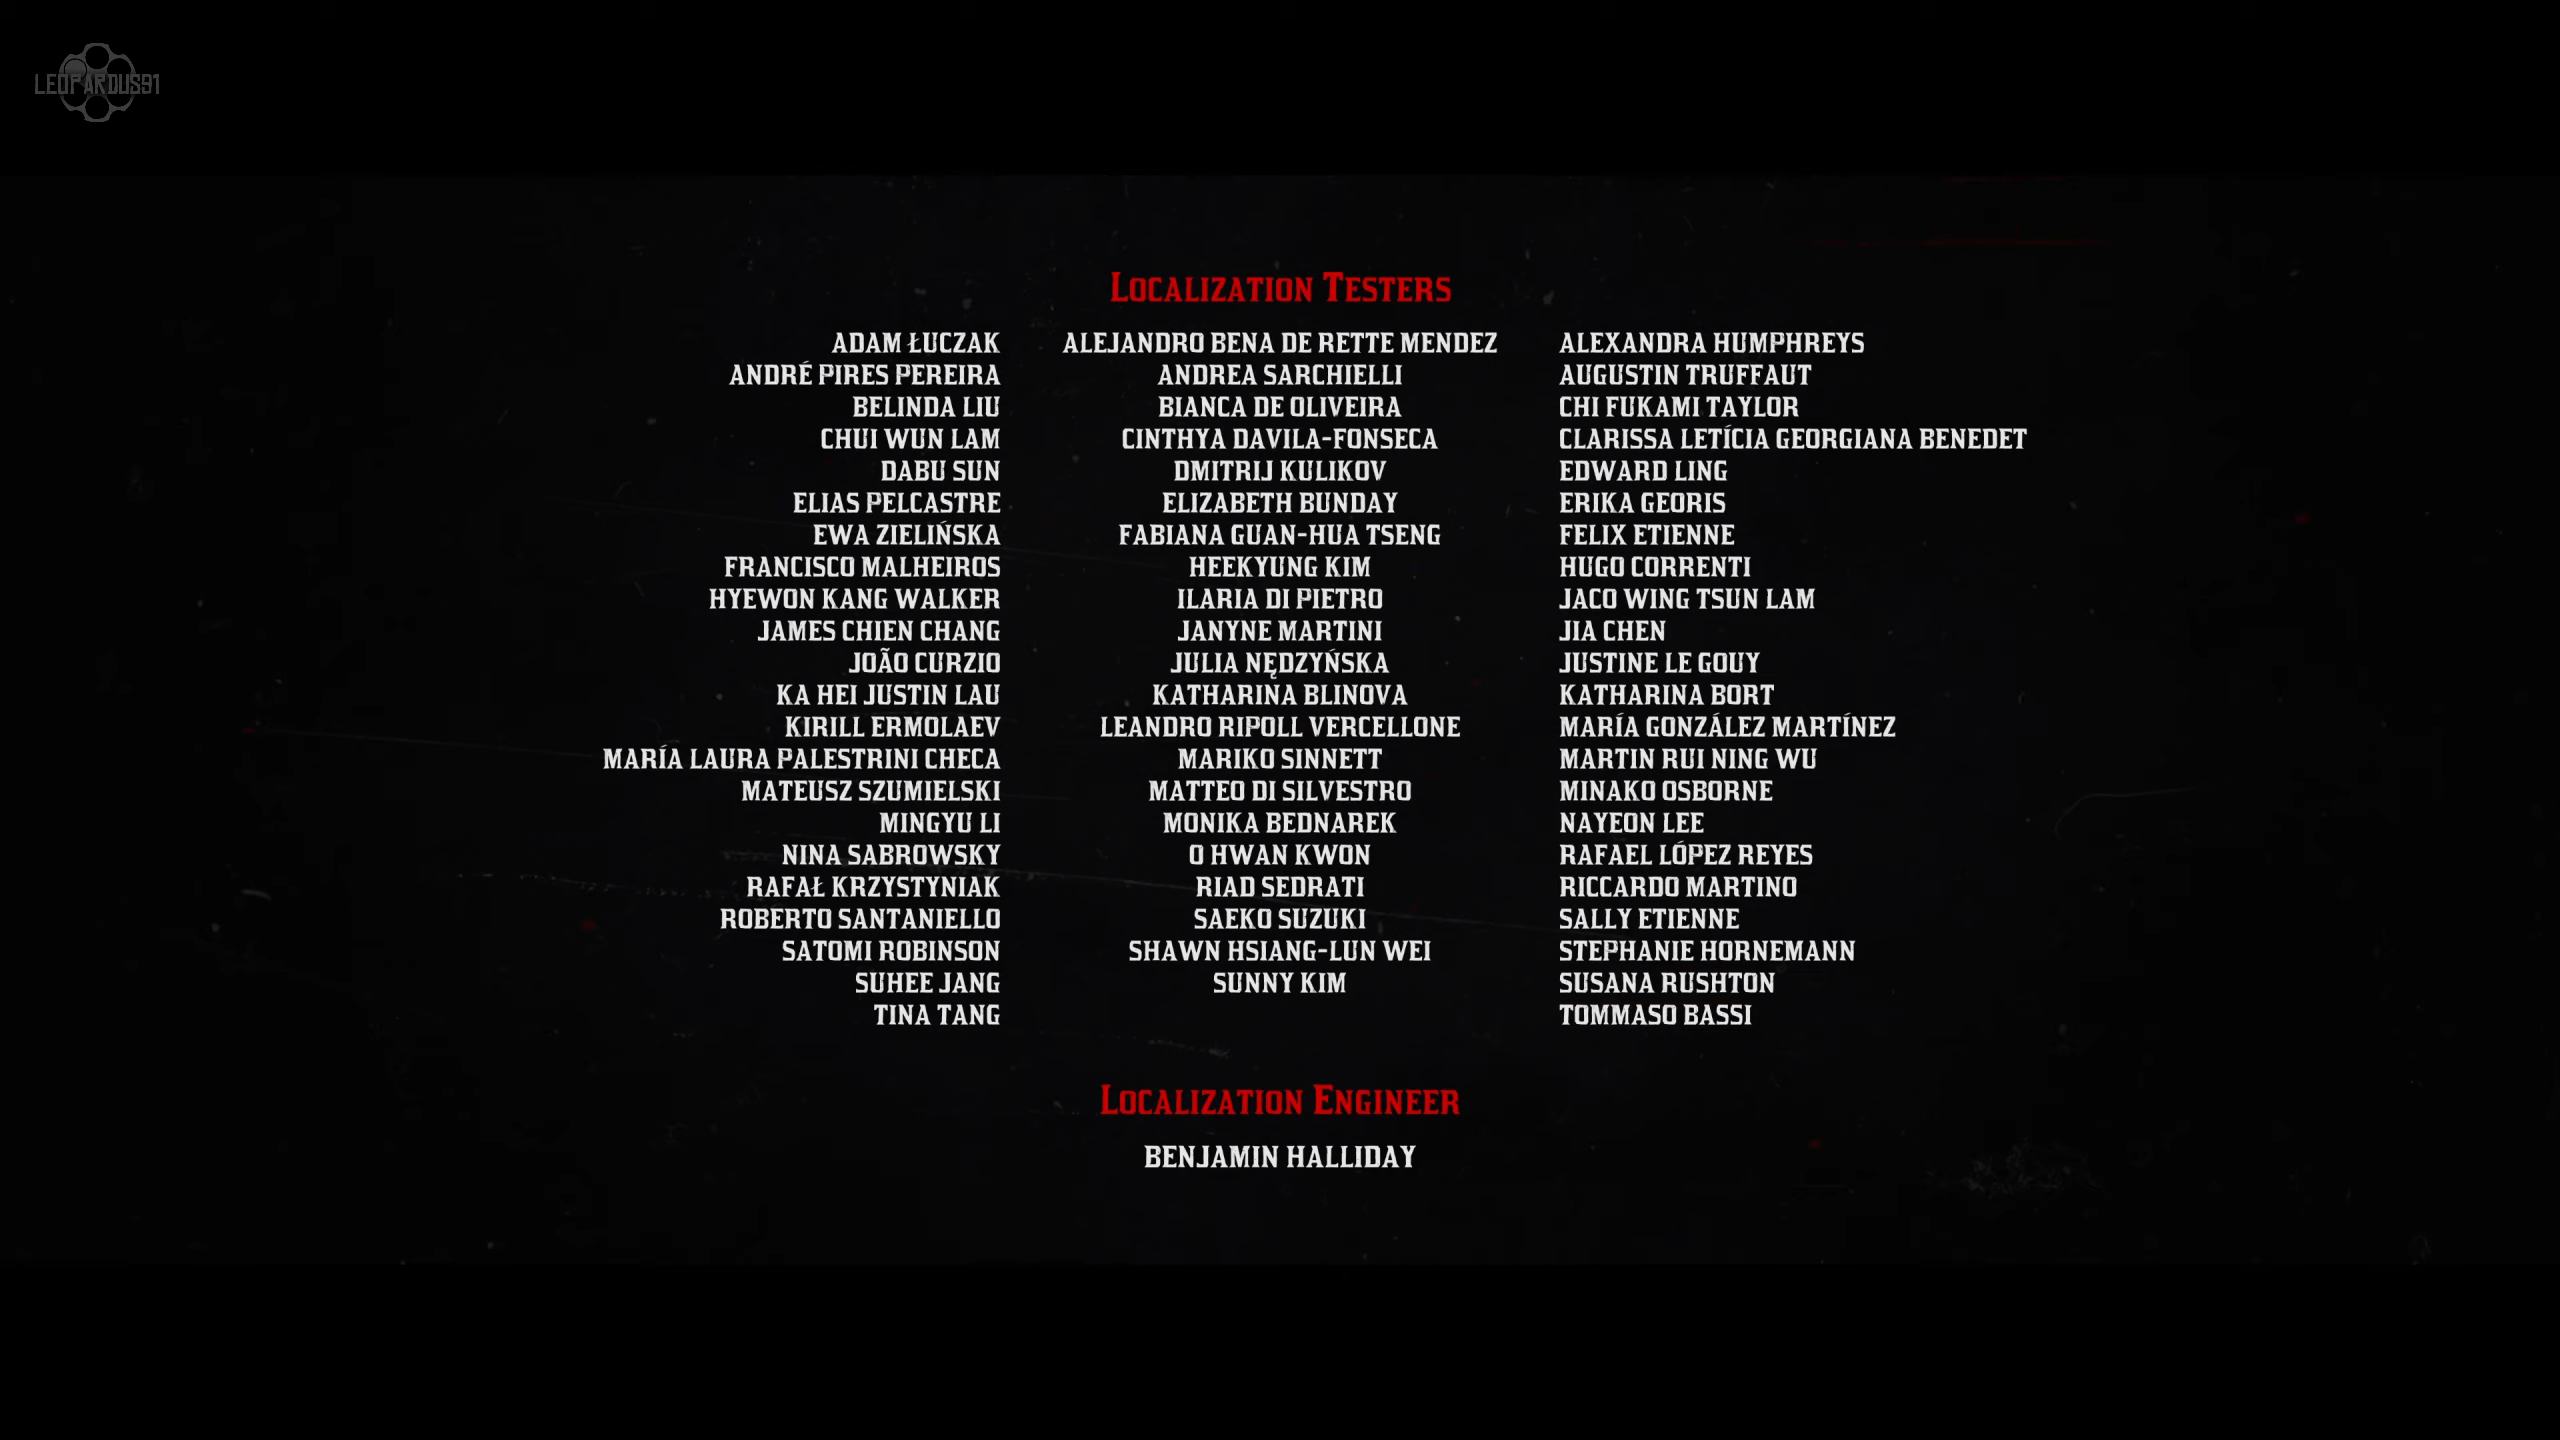 LEOPARDUS91
LOCALIZATION TESTERS
ADAM ŁUCZAK ALEJANDRO BENA DE RETTE MENDEZ ALEXANDRA HUMPHREYS
ANDRÉ PIRES PEREIRA ANDREA SARCHIELLI AUGUSTIN TRUFFAUT
BELINDA LIU BIANCA DE OLIVEIRA CHI FUKAMI TAYLOR
CHUI WUN LAM CINTHYA DAVILA-FONSECA CLARISSA LETÍCIA GEORGIANA BENEDET
DABU SUN DMITRIJ KULIKOV EDWARD LING
ELIAS PELCASTRE ELIZABETH BUNDAY ERIKA GEORIS
EWA ZIELIŃSKA FABIANA GUAN-HUA TSENG FELIX ETIENNE
FRANCISCO MALHEIROS HEEKYUNG KIM HUGO CORRENTI
HYEWON KANG WALKER ILARIA DI PIETRO JACO WING TSUN LAM
JAMES CHIEN CHANG JANYNE MARTINI JIA CHEN
JOÃO CURZIO JULIA NĘDZYŃSKA JUSTINE LE GOUY
KA HEI JUSTIN LAU KATHARINA BLINOVA KATHARINA BORT
KIRILL ERMOLAEV LEANDRO RIPOLL VERCELLONE MARÍA GONZÁLEZ MARTÍNEZ
MARÍA LAURA PALESTRINI CHECA MARIKO SINNETT MARTIN RUI NING WU
MATEUSZ SZUMIELSKI MATTEO DI SILVESTRO MINAKO OSBORNE
MINGYU LI MONIKA BEDNAREK NAYEON LEE
NINA SABROWSKY O HWAN KWON RAFAEL LÓPEZ REYES
RAFAŁ KRZYSTYNIAK RIAD SEDRATI RICCARDO MARTINO
ROBERTO SANTANIELLO SAEKO SUZUKI SALLY ETIENNE
SATOMI ROBINSON SHAWN HSIANG-LUN WEI STEPHANIE HORNEMANN
SUHEE JANG SUNNY KIM SUSANA RUSHTON
TINA TANG TOMMASO BASSI
LOCALIZATION ENGINEER
BENJAMIN HALLIDAY